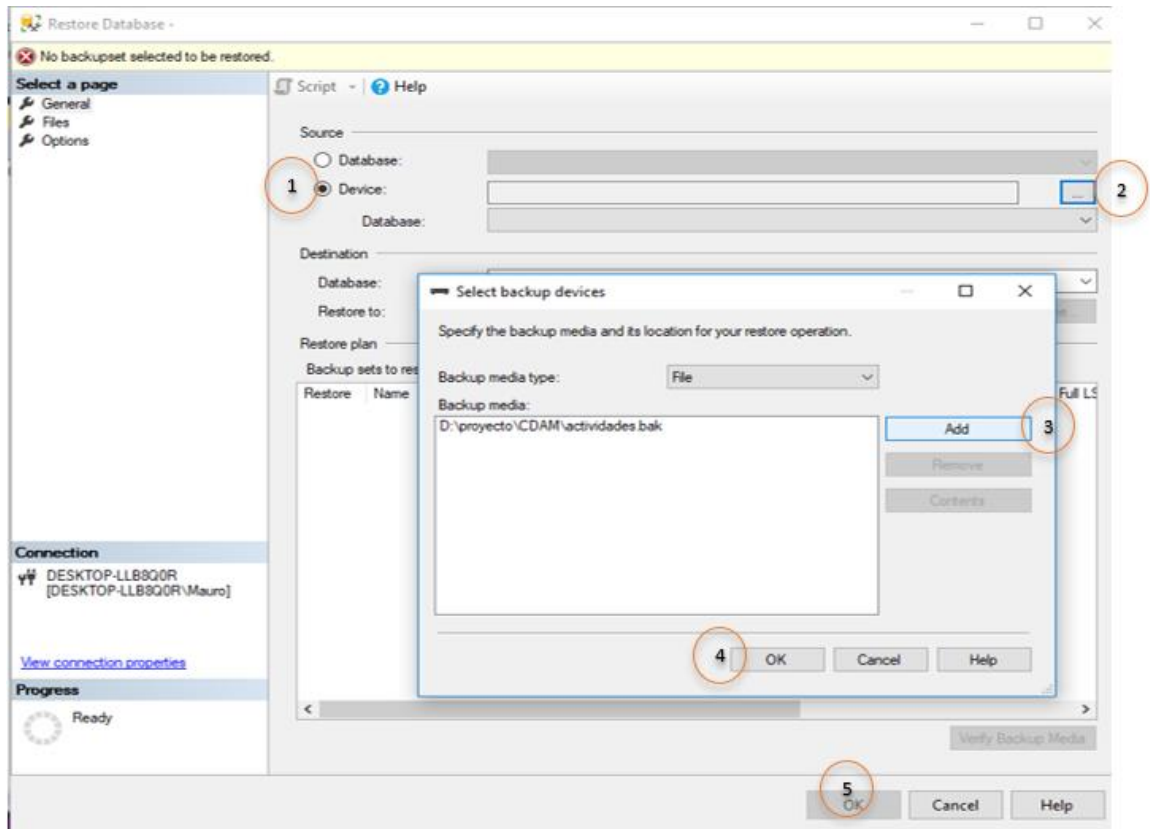 Restore Database -
No backupset selected to be restored.
Select a page
General
Files
Options
Script
Help
Source
Database:
1
Device:
...
2
Database:
Destination
Database:
Restore to:
Restore plan
Backup sets to res
Restore Name
Full LS
Select backup devices
Specify the backup media and its location for your restore operation.
Backup media type:
File
Backup media:
D:\proyecto\CDAM\actividades.bak
Add
3
Remove
Contents
4
OK
Cancel
Help
Connection
DESKTOP-LLB8Q0R
[DESKTOP-LLB8Q0R\Mauro]
View connection properties
Progress
Ready
Verify Backup Media
5
OK
Cancel
Help